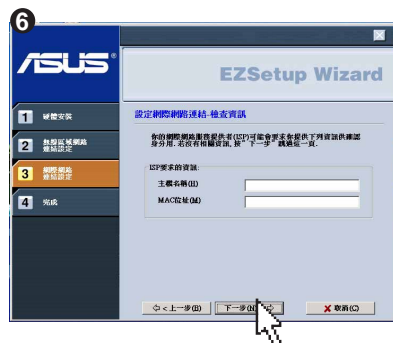 6
ASUS®
EZSetup Wizard
1 硬體安裝
2 無線區域網路
連結設定
3 網際網路
連結設定
4 完成
設定網際網路連結-檢查資訊
你的網際網路服務提供者(ISP)可能會要求你提供下列資訊供確認
身分用. 若沒有相關資訊, 按"下一步"跳過這一頁.
ISP要求的資訊:
主機名稱(H)
MAC位址(M)
<上一步(B)
下一步(N)
取消(C)